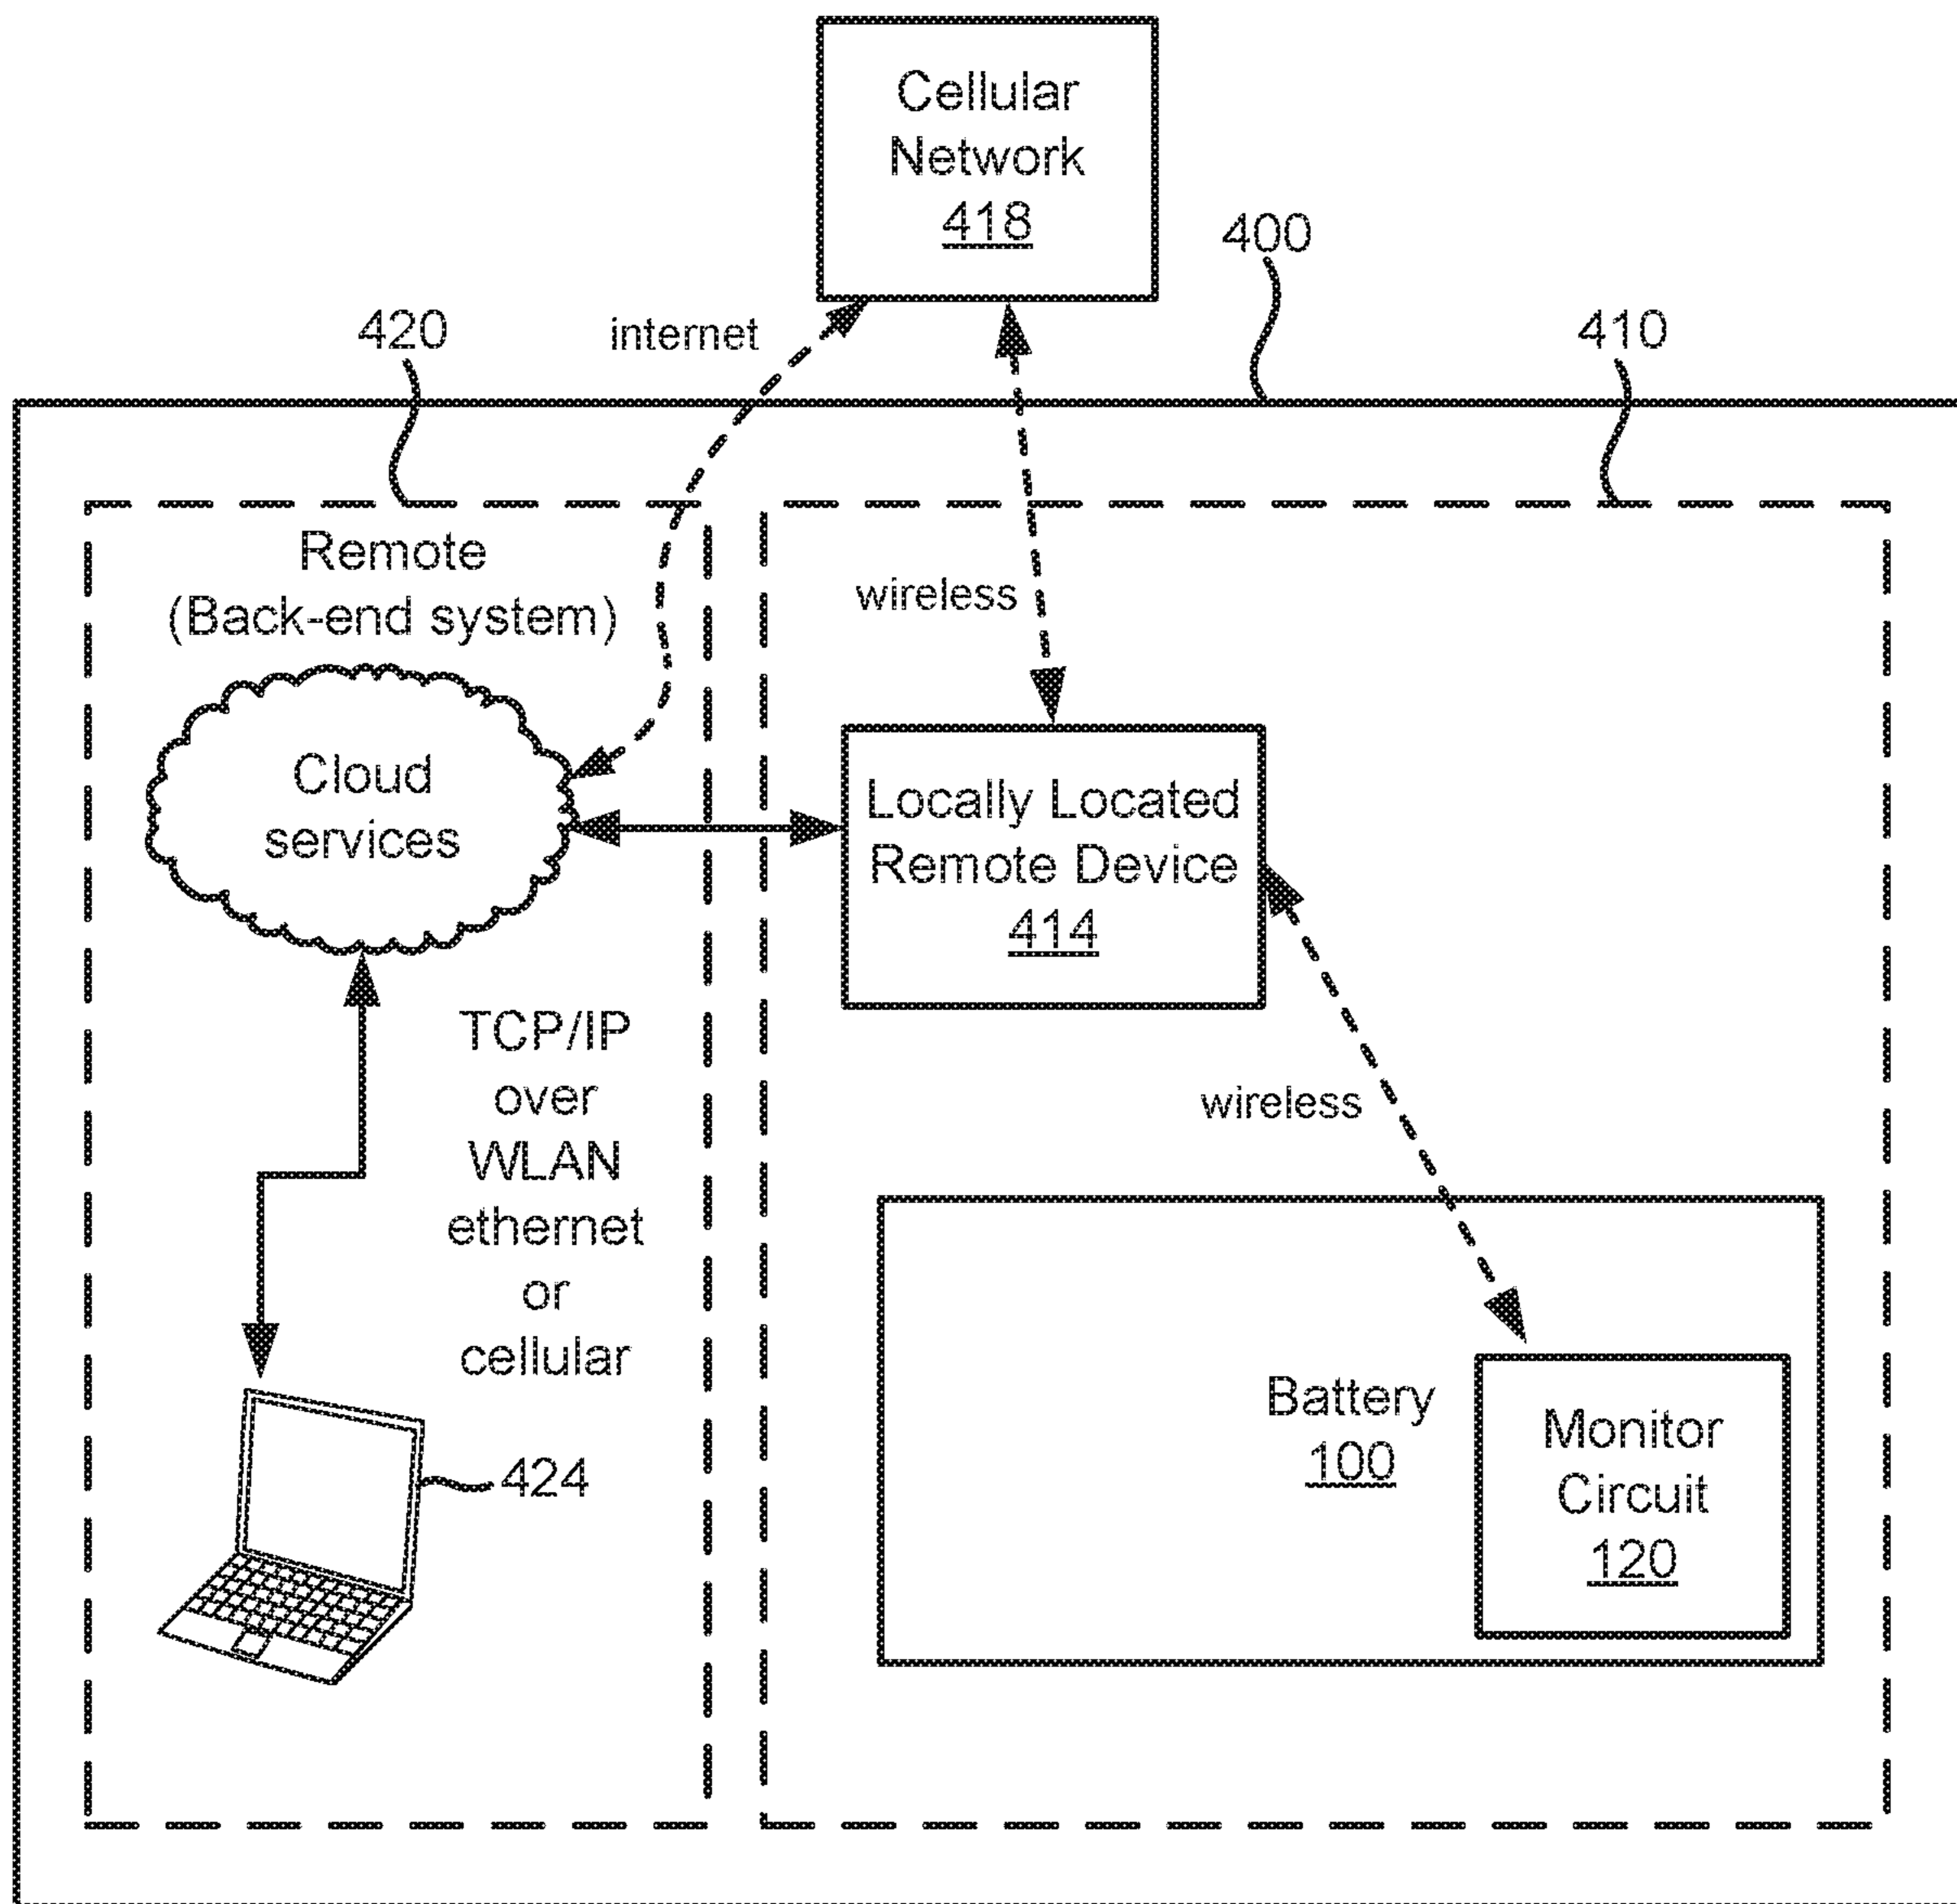 Cellular
Network
418
400
420
internet
410
Remote
(Back-end system)
wireless
Cloud
services
Locally Located
Remote Device
414
TCP/IP
over
WLAN
ethernet
or
cellular
wireless
Battery
100
Monitor
Circuit
120
424